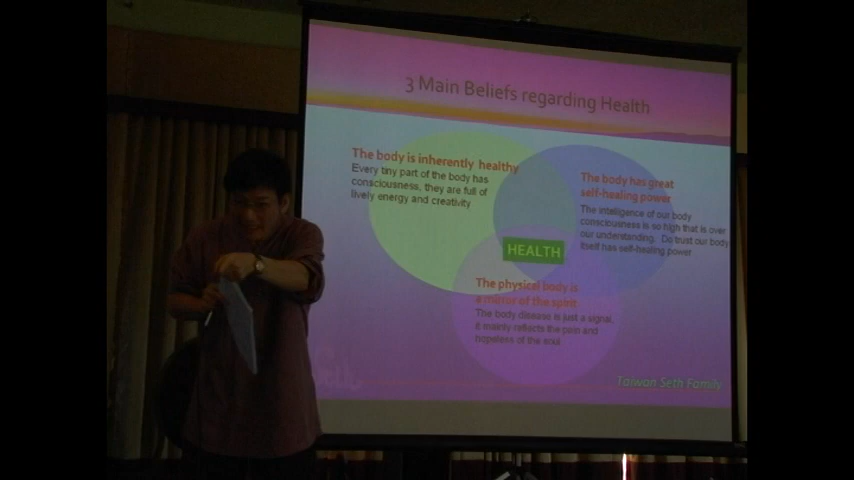 3 Main Beliefs regarding Health
The body is inherently healthy
Every tiny part of the body has
consciousness, they are full of
lively energy and creativity
The body has great
self-healing power
The intelligence of our body
consciousness is so high that is over
our understanding. Do trust our body
itself has self-healing power
HEALTH
The physical body is
a mirror of the spirit
The body disease is just a signal,
it mainly reflects the pain and
hopeless of the soul.
Taiwan Seth Family